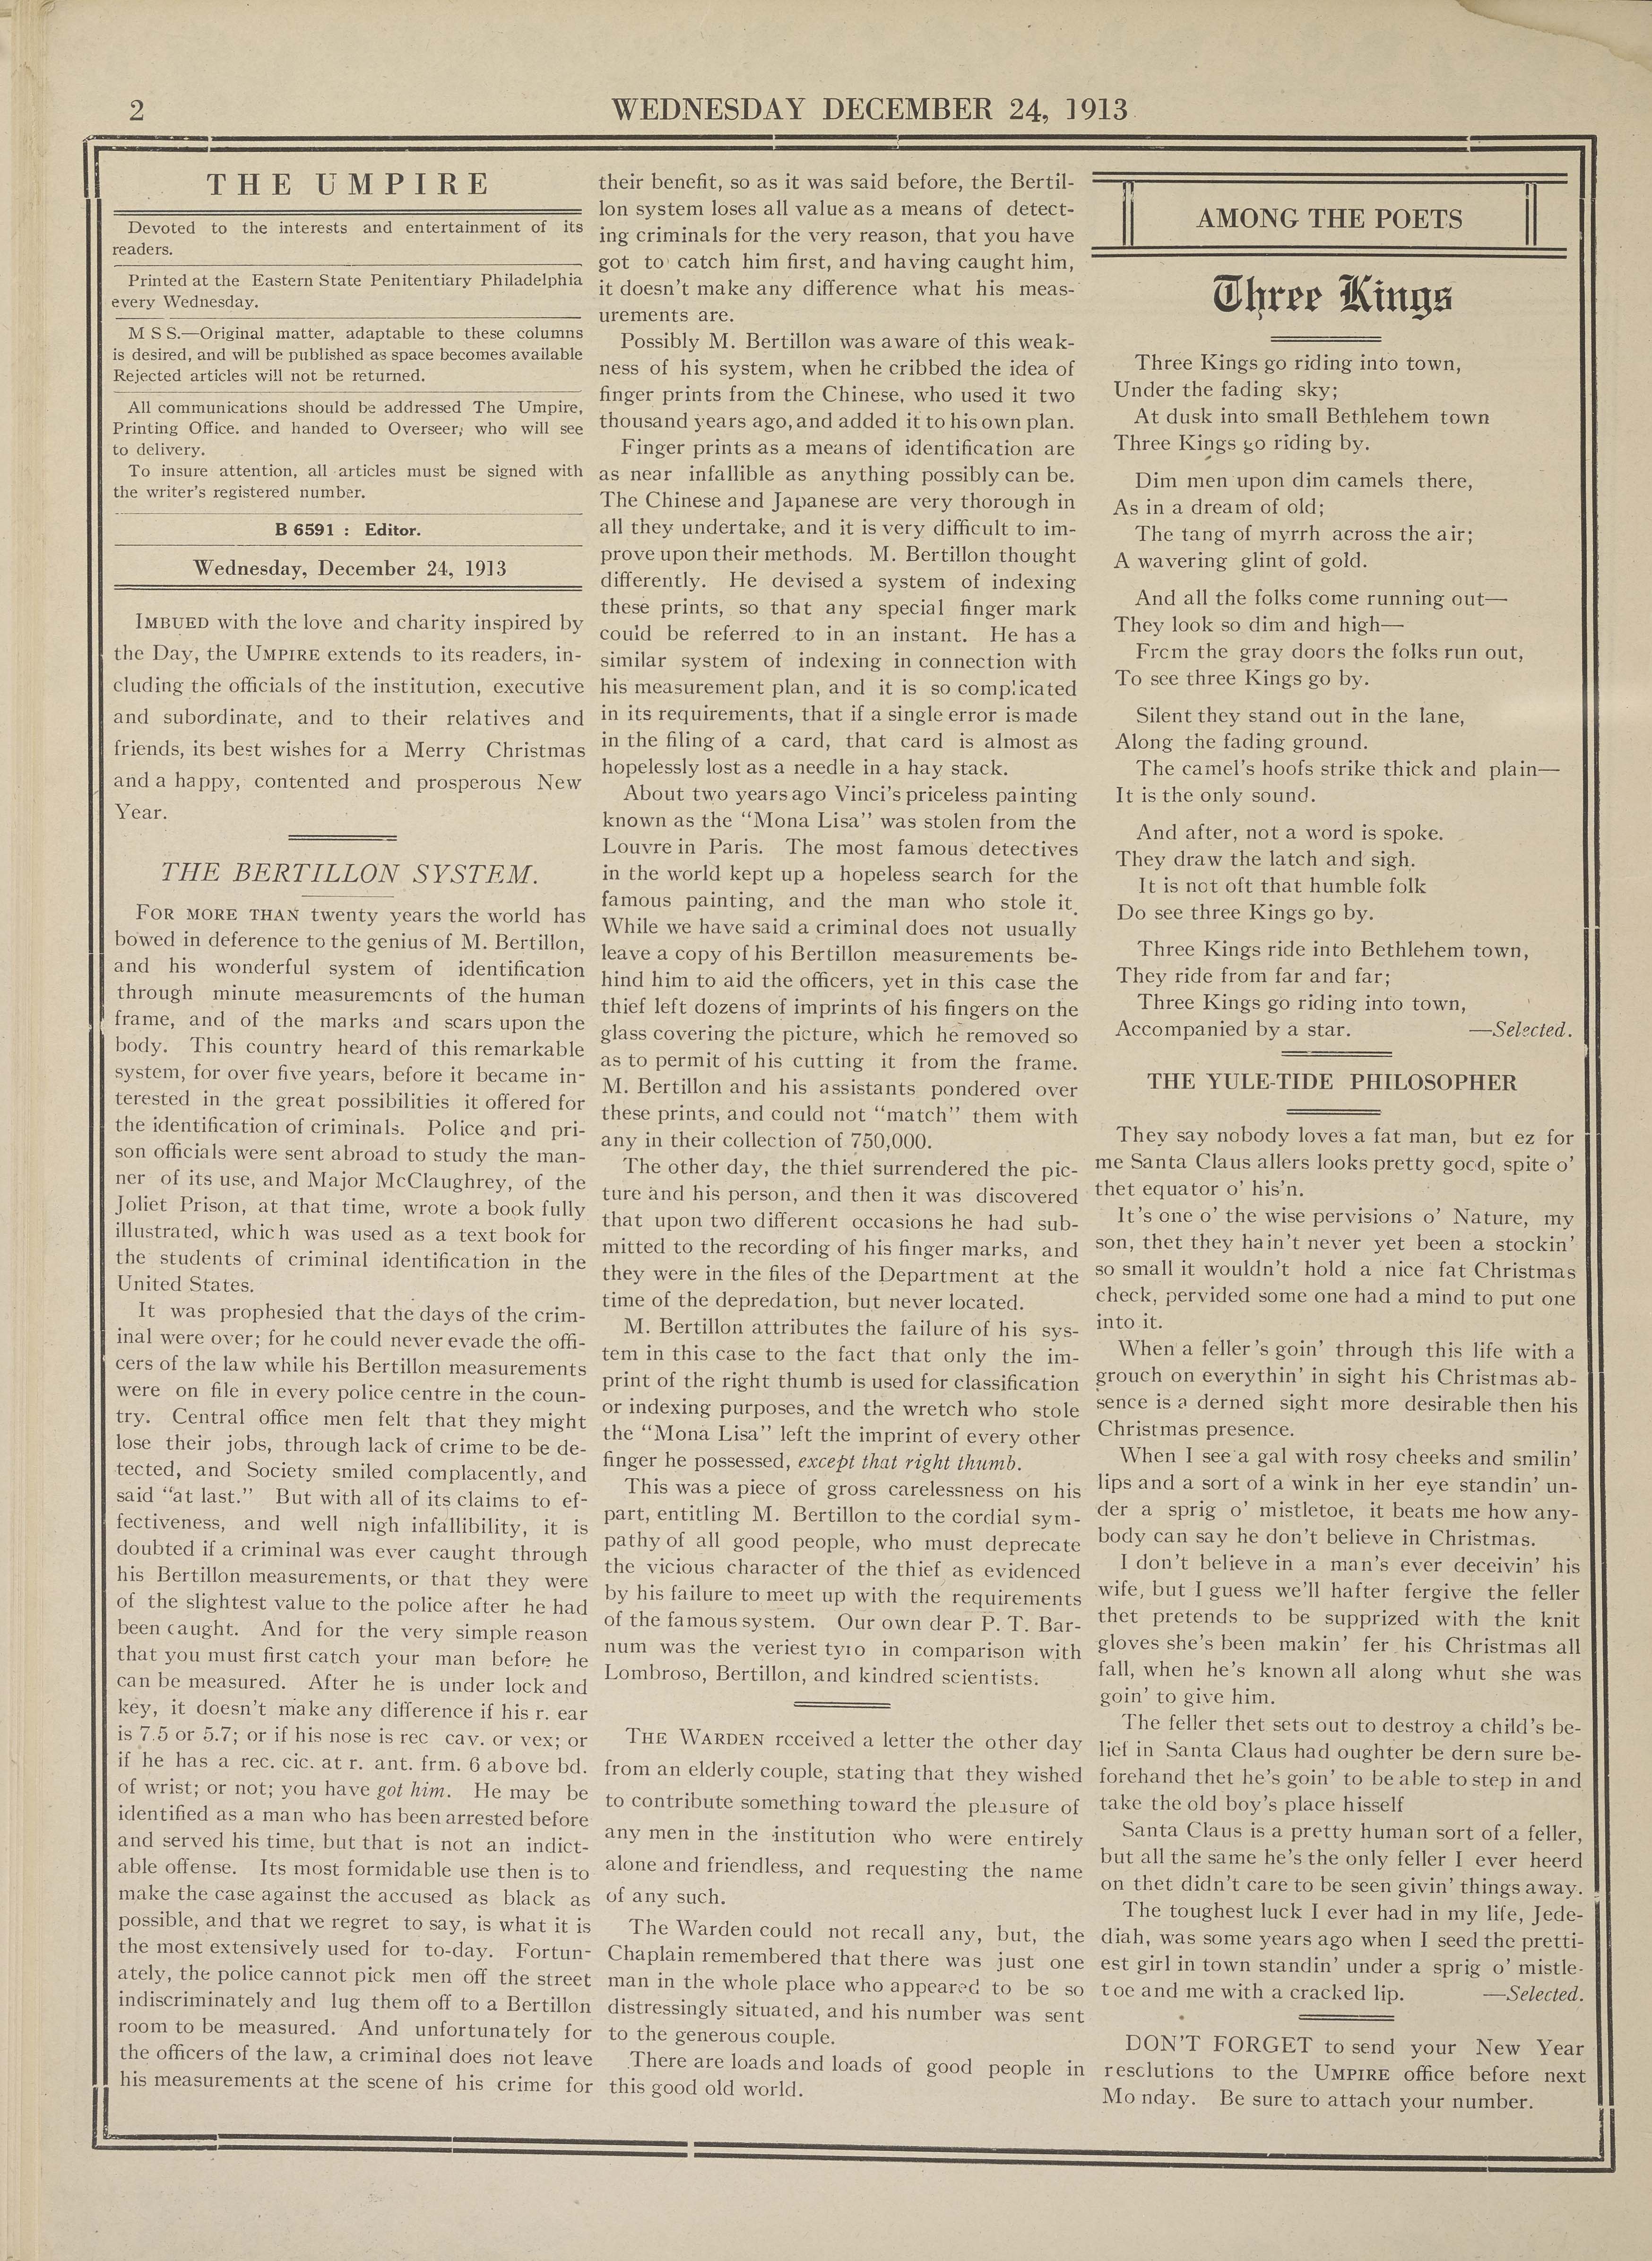 2
WEDNESDAY DECEMBER 24, 1913
THE UMPIRE
Devoted to the interests and entertainment of its
readers.
Printed at the Eastern State Penitentiary Philadelphia
every Wednesday.
M S S.—Original matter, adaptable to these columns
is desired, and will be published as space becomes available
Rejected articles will not be returned.
All communications should be addressed The Umpire,
Printing Office. and handed to Overseer, who will see
to delivery.
To insure attention, all articles must be signed with
the writer's registered number.
B 6591 : Editor.
Wednesday, December 24, 1913
IMBUED with the love and charity inspired by
the Day, the UMPIRE extends to its readers, in-
cluding the officials of the institution, executive
and subordinate, and to their relatives and
friends, its best wishes for a Merry Christmas
and a happy, contented and prosperous New
Year.
THE BERTILLON SYSTEM.
FOR MORE THAN twenty years the world has
bowed in deference to the genius of M. Bertillon,
and his wonderful system of identification
through minute measurements of the human
frame, and of the marks and scars upon the
body. This country heard of this remarkable
system, for over five years, before it became in-
terested in the great possibilities it offered for
the identification of criminals. Police and pri-
son officials were sent abroad to study the man-
ner of its use, and Major McClaughrey, of the
Joliet Prison, at that time, wrote a book fully
illustrated, which was used as a text book for
the students of criminal identification in the
United States.
It was prophesied that the days of the crim-
inal were over; for he could never evade the offi-
cers of the law while his Bertillon measurements
were on file in every police centre in the coun-
try. Central office men felt that they might
lose their jobs, through lack of crime to be de-
tected, and Society smiled complacently, and
said "at last." But with all of its claims to ef-
fectiveness, and well nigh infallibility, it is
doubted if a criminal was ever caught through
his Bertillon measurements, or that they were
of the slightest value to the police after he had
been caught. And for the very simple reason
that you must first catch your man before he
can be measured. After he is under lock and
key, it doesn't make any difference if his r. ear
is 7.5 or 5.7; or if his nose is rec cav. or vex; or
if he has a rec. cic. at r. ant. frm. 6 above bd.
of wrist; or not; you have got him. He may be
identified as a man who has been arrested before
and served his time, but that is not an indict-
able offense. Its most formidable use then is to
make the case against the accused as black as
possible, and that we regret to say, is what it is
the most extensively used for to-day. Fortun-
ately, the police cannot pick men off the street
indiscriminately and lug them off to a Bertillon
room to be measured. And unfortunately for
the officers of the law, a criminal does not leave
his measurements at the scene of his crime for
their benefit, so as it was said before, the Bertil-
lon system loses all value as a means of detect-
ing criminals for the very reason, that you have
got to catch him first, and having caught him,
it doesn't make any difference what his meas-
urements are.
Possibly M. Bertillon was aware of this weak-
ness of his system, when he cribbed the idea of
finger prints from the Chinese, who used it two
thousand years ago, and added it to his own plan.
Finger prints as a means of identification are
as near infallible as anything possibly can be.
The Chinese and Japanese are very thorough in
all they undertake, and it is very difficult to im-
prove upon their methods. M. Bertillon thought
differently. He devised a system of indexing
these prints, so that any special finger mark
could be referred to in an instant. He has a
similar system of indexing in connection with
his measurement plan, and it is so complicated
in its requirements, that if a single error is made
in the filing of a card, that card is almost as
hopelessly lost as a needle in a hay stack.
About two years ago Vinci's priceless painting
known as the "Mona Lisa" was stolen from the
Louvre in Paris. The most famous detectives
in the world kept up a hopeless search for the
famous painting, and the man who stole it.
While we have said a criminal does not usually
leave a copy of his Bertillon measurements be-
hind him to aid the officers, yet in this case the
thief left dozens of imprints of his fingers on the
glass covering the picture, which he removed so
as to permit of his cutting it from the frame.
M. Bertillon and his assistants pondered over
these prints, and could not "match" them with
any in their collection of 750,000.
The other day, the thief surrendered the pic-
ture and his person, and then it was discovered
that upon two different occasions he had sub-
mitted to the recording of his finger marks, and
they were in the files of the Department at the
time of the depredation, but never located.
M. Bertillon attributes the failure of his sys-
tem in this case to the fact that only the im-
print of the right thumb is used for classification
or indexing purposes, and the wretch who stole
the "Mona Lisa" left the imprint of every other
finger he possessed, except that right thumb.
This was a piece of gross carelessness on his
part, entitling M. Bertillon to the cordial sym-
pathy of all good people, who must deprecate
the vicious character of the thief as evidenced
by his failure to meet up with the requirements
of the famous system. Our own dear P. T. Bar-
num was the veriest tyro in comparison with
Lombroso, Bertillon, and kindred scientists.
THE WARDEN received a letter the other day
from an elderly couple, stating that they wished
to contribute something toward the pleasure of
any men in the institution who were entirely
alone and friendless, and requesting the name
of any such.
The Warden could not recall any, but, the
Chaplain remembered that there was just one
man in the whole place who appeared to be so
distressingly situated, and his number was sent
to the generous couple.
There are loads and loads of good people in
this good old world.
AMONG THE POETS
Three Kings
Three Kings go riding into town,
Under the fading sky;
At dusk into small Bethlehem town
Three Kings go riding by.
Dim men upon dim camels there,
As in a dream of old;
The tang of myrrh across the air;
A wavering glint of gold.
And all the folks come running out—
They look so dim and high—
From the gray doors the folks run out,
To see three Kings go by.
Silent they stand out in the lane,
Along the fading ground.
The camel's hoofs strike thick and plain—
It is the only sound.
And after, not a word is spoke.
They draw the latch and sigh.
It is not oft that humble folk
Do see three Kings go by.
Three Kings ride into Bethlehem town,
They ride from far and far;
Three Kings go riding into town,
Accompanied by a star. —Selected.
THE YULE-TIDE PHILOSOPHER
They say nobody loves a fat man, but ez for
me Santa Claus allers looks pretty good, spite o'
thet equator o' his'n.
It's one o' the wise pervisions o' Nature, my
son, thet they hain't never yet been a stockin'
so small it wouldn't hold a nice fat Christmas
check, pervided some one had a mind to put one
into it.
When a feller's goin' through this life with a
grouch on everythin' in sight his Christmas ab-
sence is a derned sight more desirable then his
Christmas presence.
When I see a gal with rosy cheeks and smilin'
lips and a sort of a wink in her eye standin' un-
der a sprig o' mistletoe, it beats me how any-
body can say he don't believe in Christmas.
I don't believe in a man's ever deceivin' his
wife, but I guess we'll hafter fergive the feller
thet pretends to be supprized with the knit
gloves she's been makin' fer his Christmas all
fall, when he's known all along whut she was
goin' to give him.
The feller thet sets out to destroy a child's be-
lief in Santa Claus had oughter be dern sure be-
forehand thet he's goin' to be able to step in and
take the old boy's place hisself
Santa Claus is a pretty human sort of a feller,
but all the same he's the only feller I ever heerd
on thet didn't care to be seen givin' things away.
The toughest luck I ever had in my life, Jede-
diah, was some years ago when I seed the pretti-
est girl in town standin' under a sprig o' mistle-
toe and me with a cracked lip. —Selected.
DON'T FORGET to send your New Year
resolutions to the UMPIRE office before next
Mo nday. Be sure to attach your number.